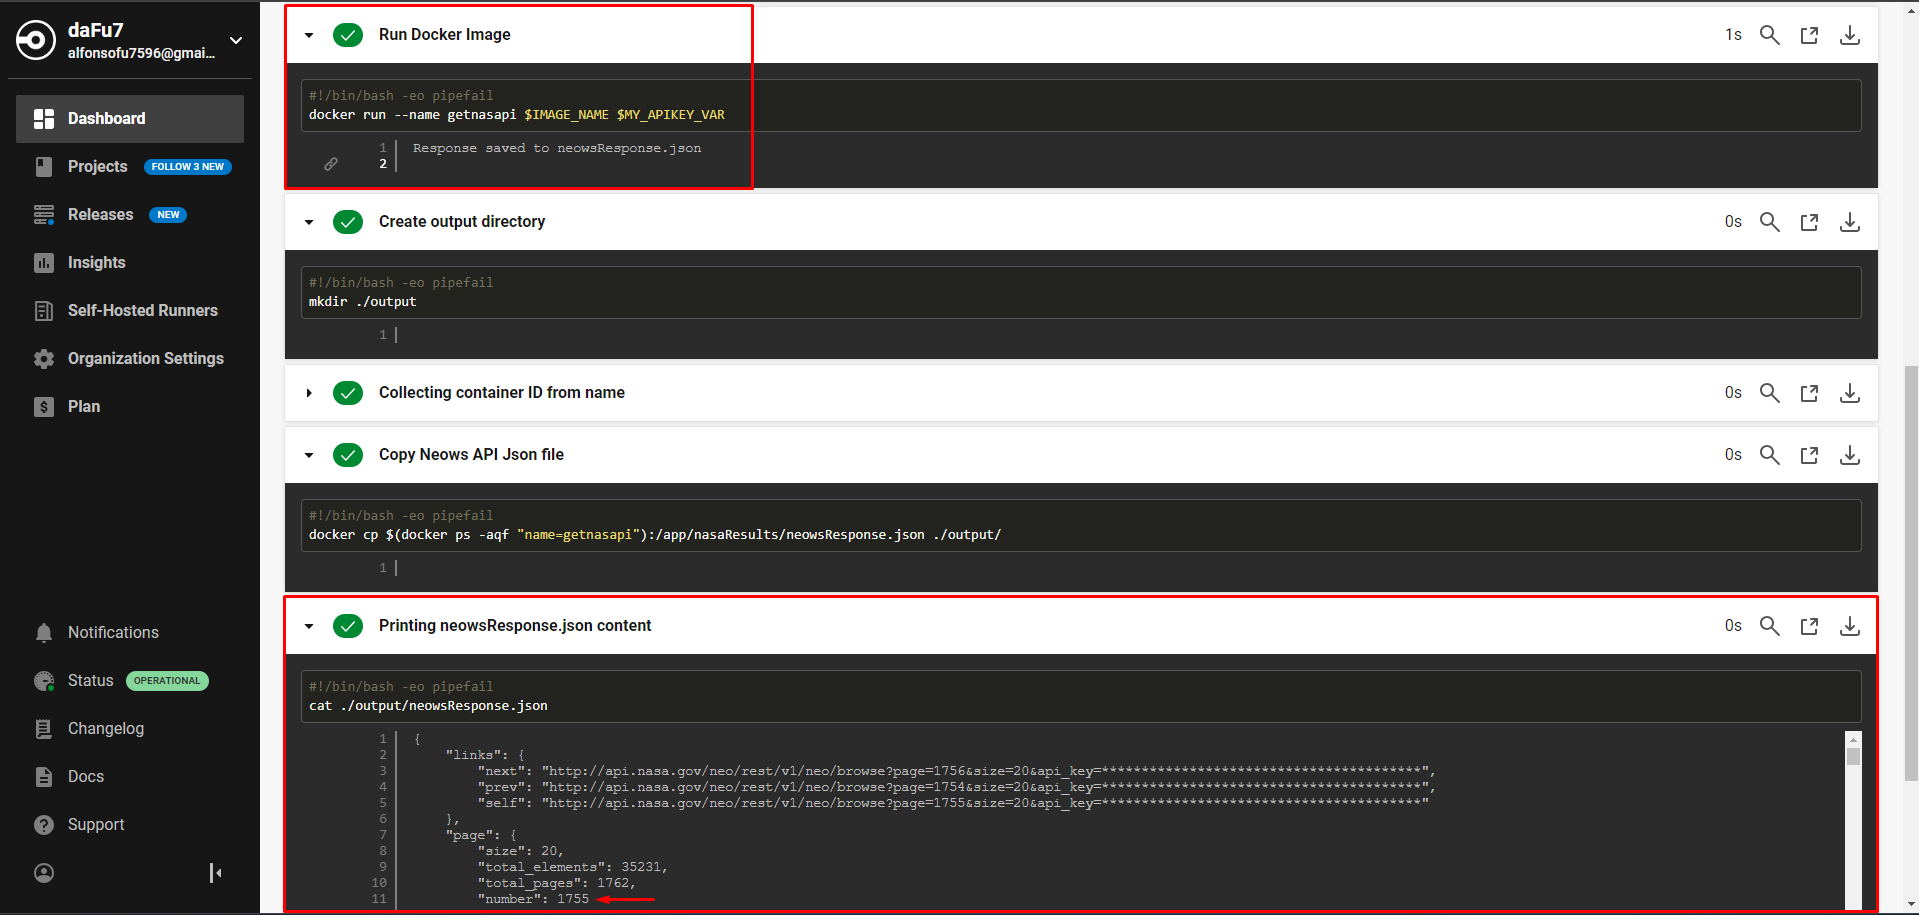 daFu7
alfonsofu7596@gmai...
Dashboard
Projects FOLLOW 3 NEW
Releases NEW
Insights
Self-Hosted Runners
Organization Settings
$ Plan
Notifications
Status OPERATIONAL
Changelog
Docs
? Support
Run Docker Image 1s
#!/bin/bash -eo pipefail
docker run --name getnasapi $IMAGE_NAME $MY_APIKEY_VAR
1 Response saved to neowsResponse.json
2
Create output directory 0s
#!/bin/bash -eo pipefail
mkdir ./output
1
Collecting container ID from name 0s
Copy Neows API Json file 0s
#!/bin/bash -eo pipefail
docker cp $(docker ps -aqf "name=getnasapi"):/app/nasaResults/neowsResponse.json ./output/
1
Printing neowsResponse.json content 0s
#!/bin/bash -eo pipefail
cat ./output/neowsResponse.json
1 {
2 "links": {
3 "next": "http://api.nasa.gov/neo/rest/v1/neo/browse?page=1756&size=20&api_key=****************************************",
4 "prev": "http://api.nasa.gov/neo/rest/v1/neo/browse?page=1754&size=20&api_key=****************************************",
5 "self": "http://api.nasa.gov/neo/rest/v1/neo/browse?page=1755&size=20&api_key=****************************************"
6 },
7 "page": {
8 "size": 20,
9 "total_elements": 35231,
10 "total_pages": 1762,
11 "number": 1755